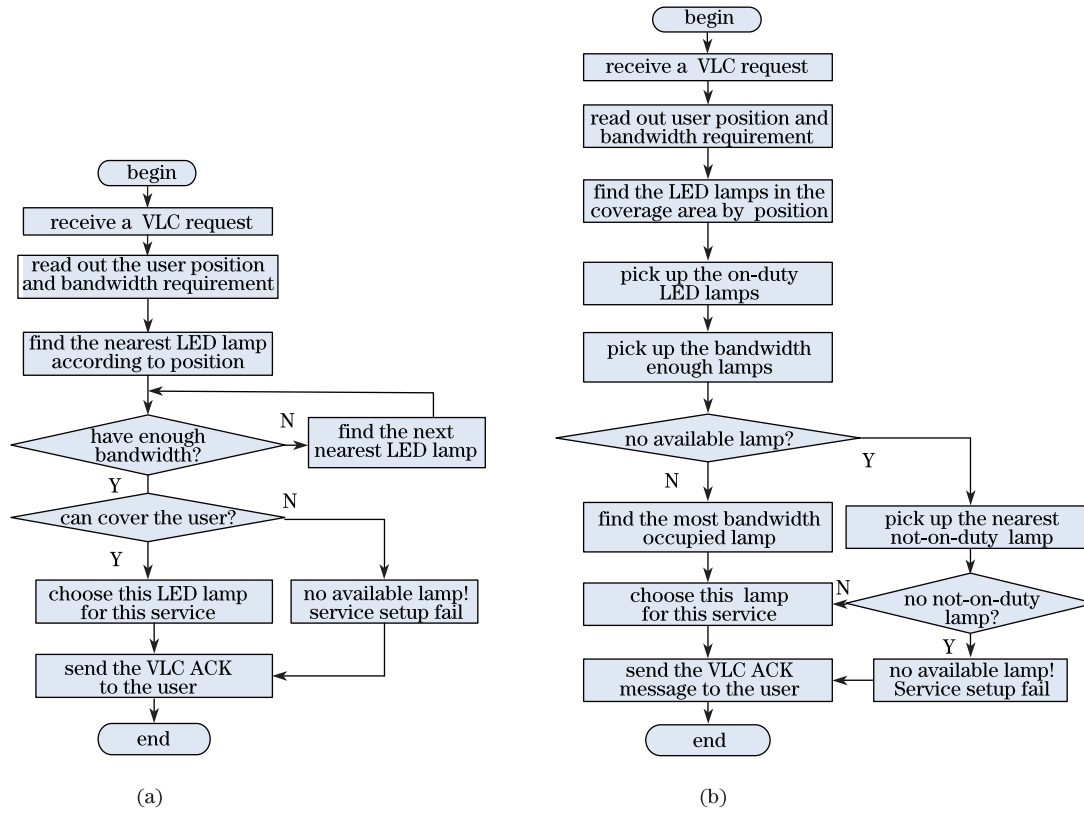 begin
receive a VLC request
read out the user position
and bandwidth requirement
find the nearest LED lamp
according to position
have enough
bandwidth?
N
find the next
nearest LED lamp
Y
can cover the user?
N
Y
choose this LED lamp
for this service
no available lamp!
service setup fail
send the VLC ACK
to the user
end
(a)
begin
receive a VLC request
read out user position and
bandwidth requirement
find the LED lamps in the
coverage area by position
pick up the on-duty
LED lamps
pick up the bandwidth
enough lamps
no available lamp?
Y
N
find the most bandwidth
occupied lamp
pick up the nearest
not-on-duty lamp
choose this lamp
for this service
N
no not-on-duty
lamp?
Y
send the VLC ACK
message to the user
no available lamp!
Service setup fail
end
(b)